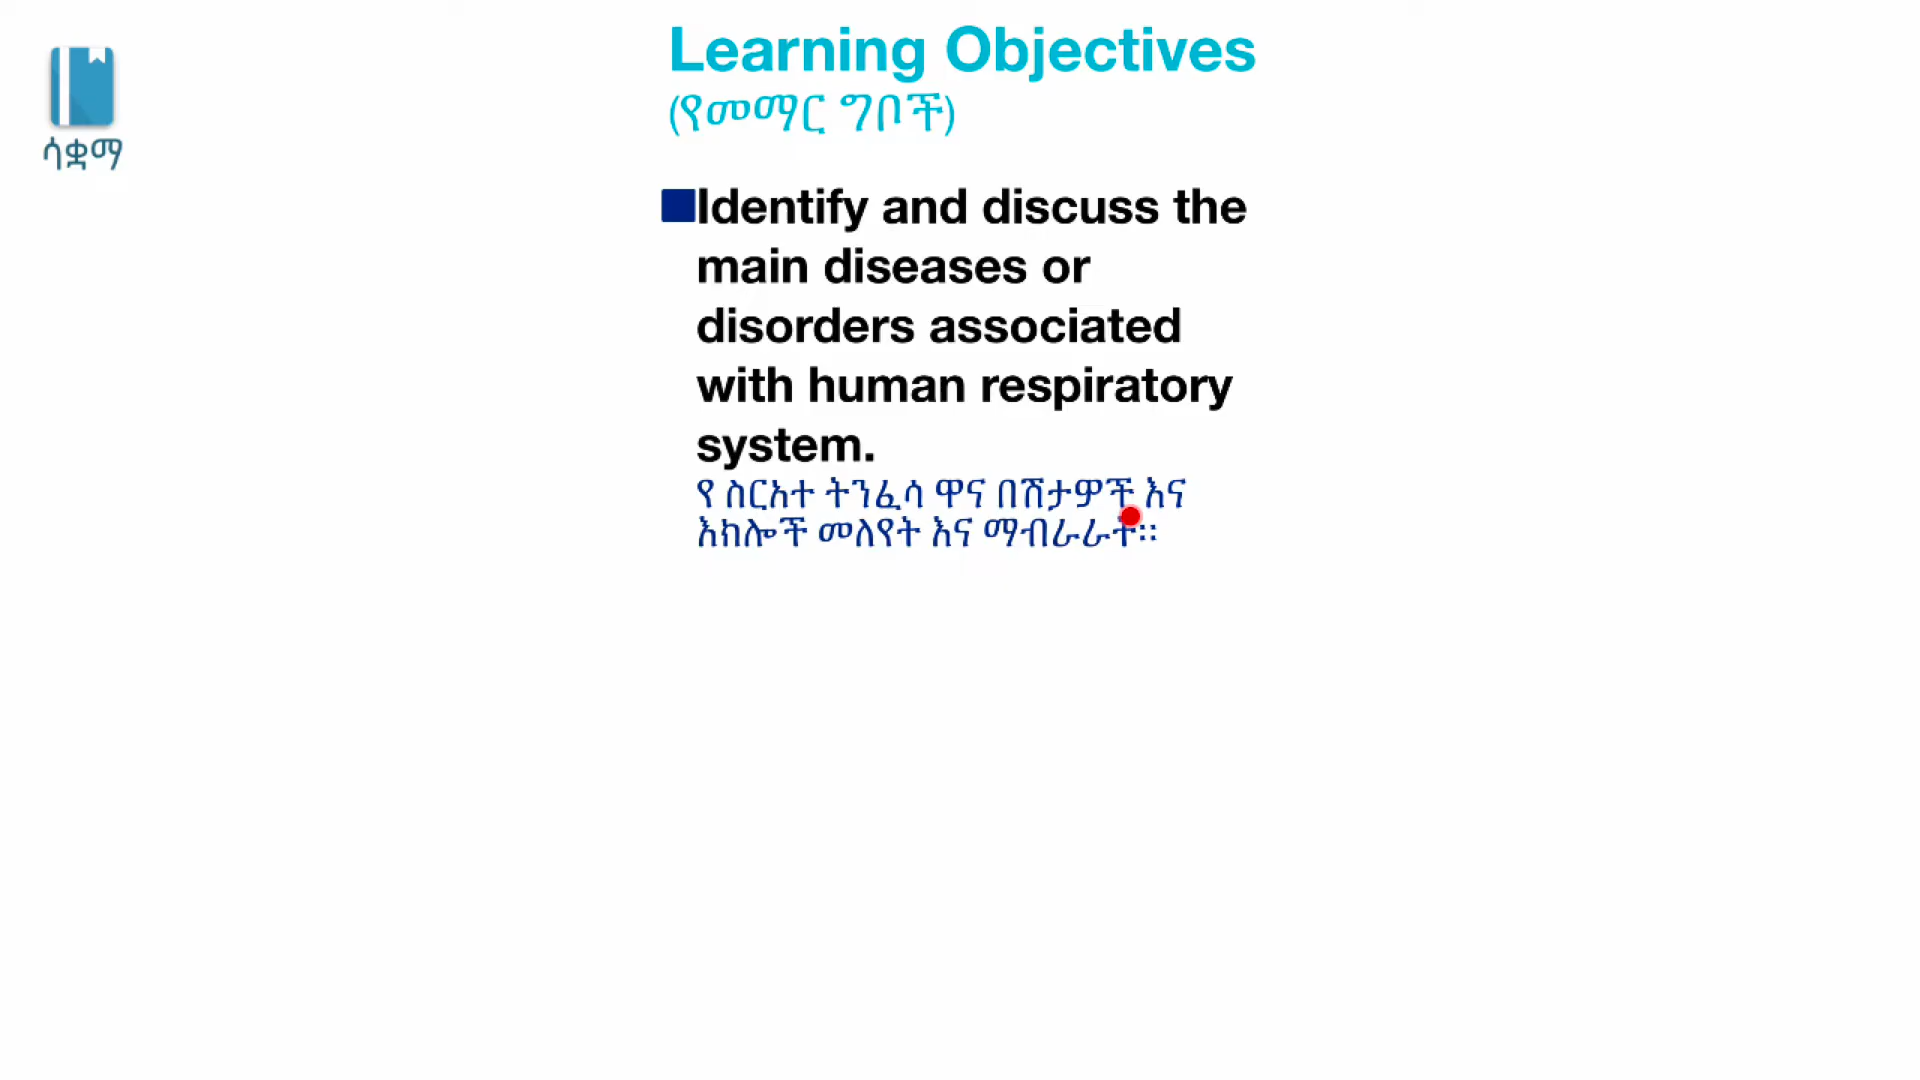 Learning Objectives
(የመማር ግቦች)
ሳቋማ
Identify and discuss the
main diseases or
disorders associated
with human respiratory
system.
የ ስርአተ ትንፈሳ ዋና በሽታዎች እና
እክሎች መለየት እና ማብራራት፡፡